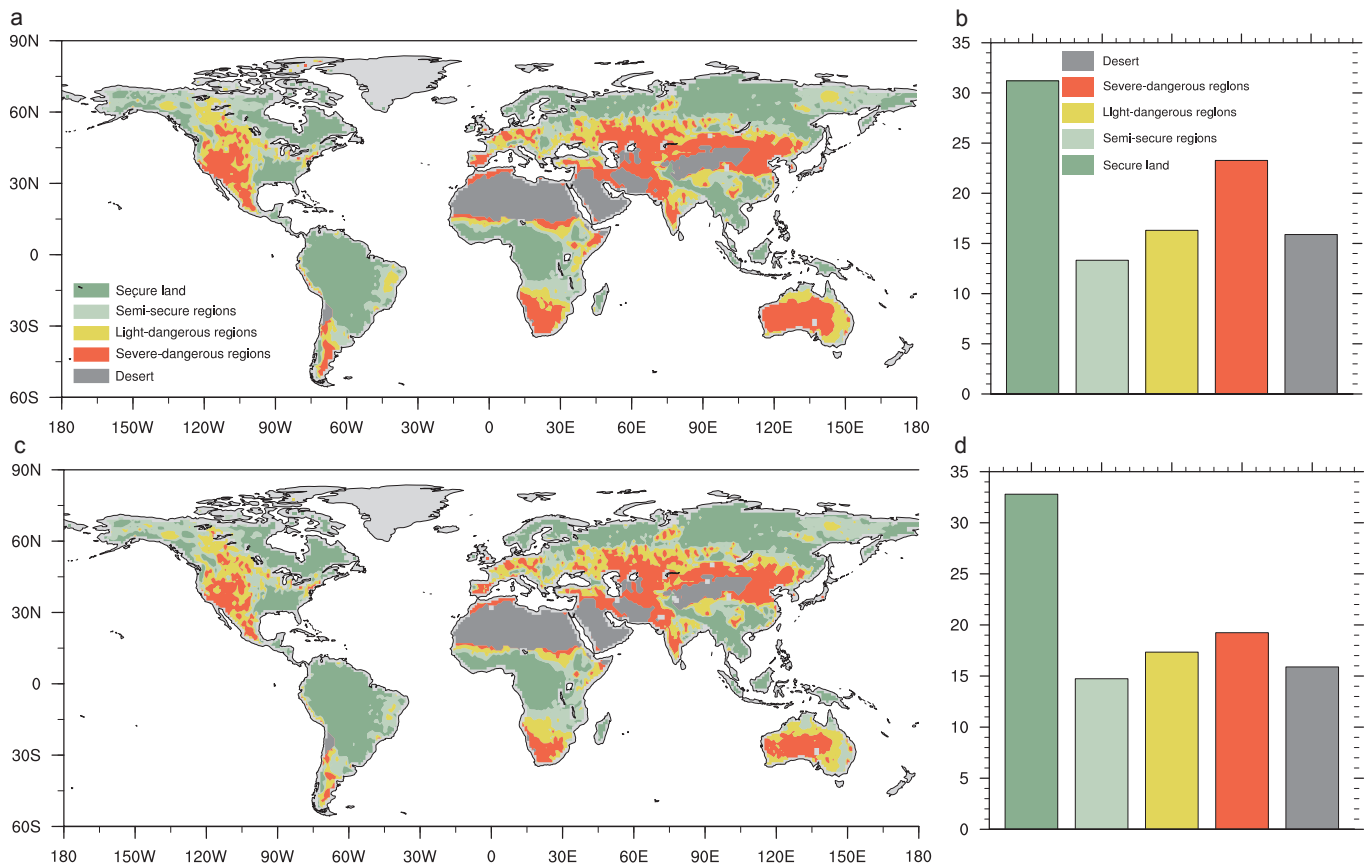 a
90N
60N
30N
0
30S
60S
180 150W 120W 90W 60W 30W 0 30E 60E 90E 120E 150E 180
Seçure land
Semi-secure regions
Light-dangerous regions
Severe-dangerous regions
Desert
b
35
30
25
20
15
10
5
0
Desert
Severe-dangerous regions
Light-dangerous regions
Semi-secure regions
Secure land
c
90N
60N
30N
0
30S
60S
180 150W 120W 90W 60W 30W 0 30E 60E 90E 120E 150E 180
d
35
30
25
20
15
10
5
0